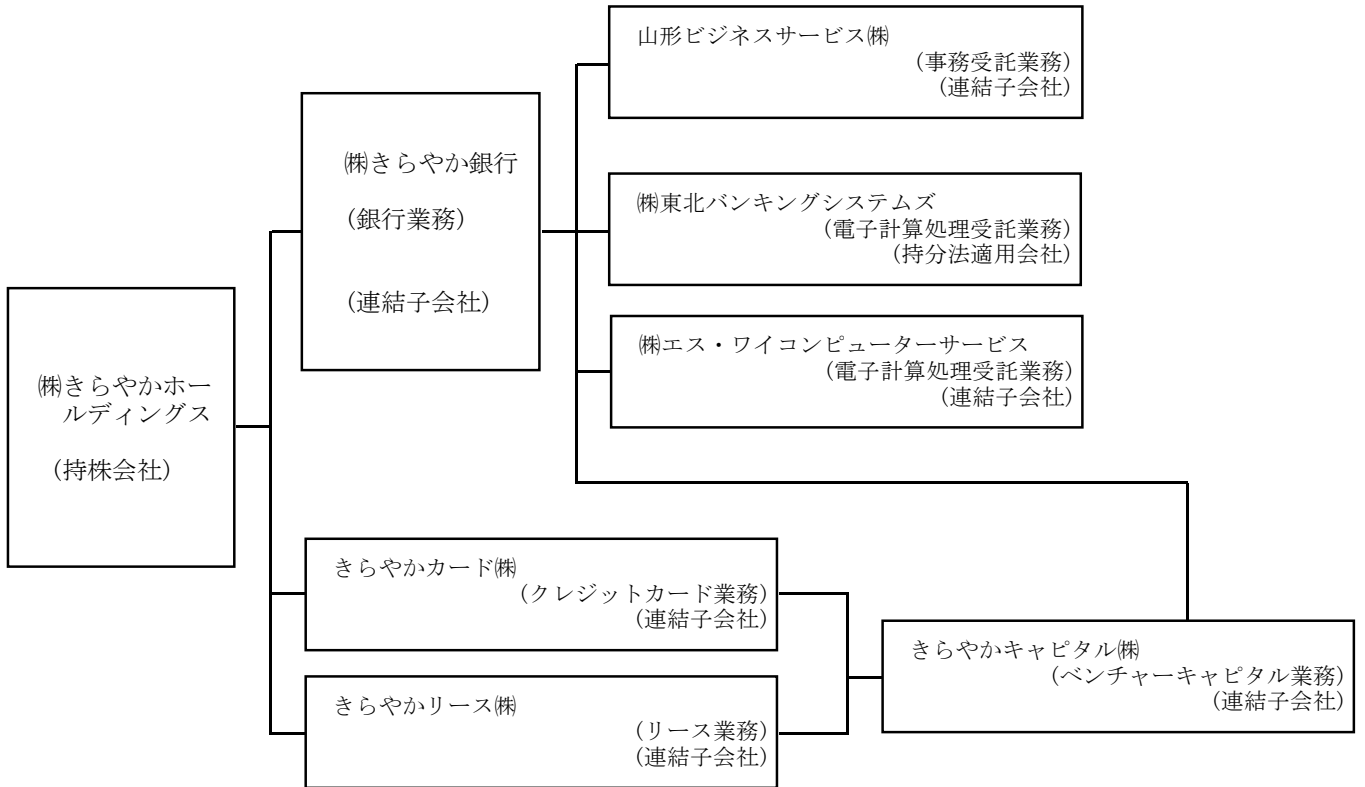 山形ビジネスサービス㈱
(事務受託業務)
(連結子会社)
㈱きらやか銀行
(銀行業務)
(連結子会社)
㈱東北バンキングシステムズ
(電子計算処理受託業務)
(持分法適用会社)
㈱エス・ワイコンピューターサービス
(電子計算処理受託業務)
(連結子会社)
㈱きらやかホー
ルディングス
(持株会社)
きらやかカード㈱
(クレジットカード業務)
(連結子会社)
きらやかリース㈱
(リース業務)
(連結子会社)
きらやかキャピタル㈱
(ベンチャーキャピタル業務)
(連結子会社)